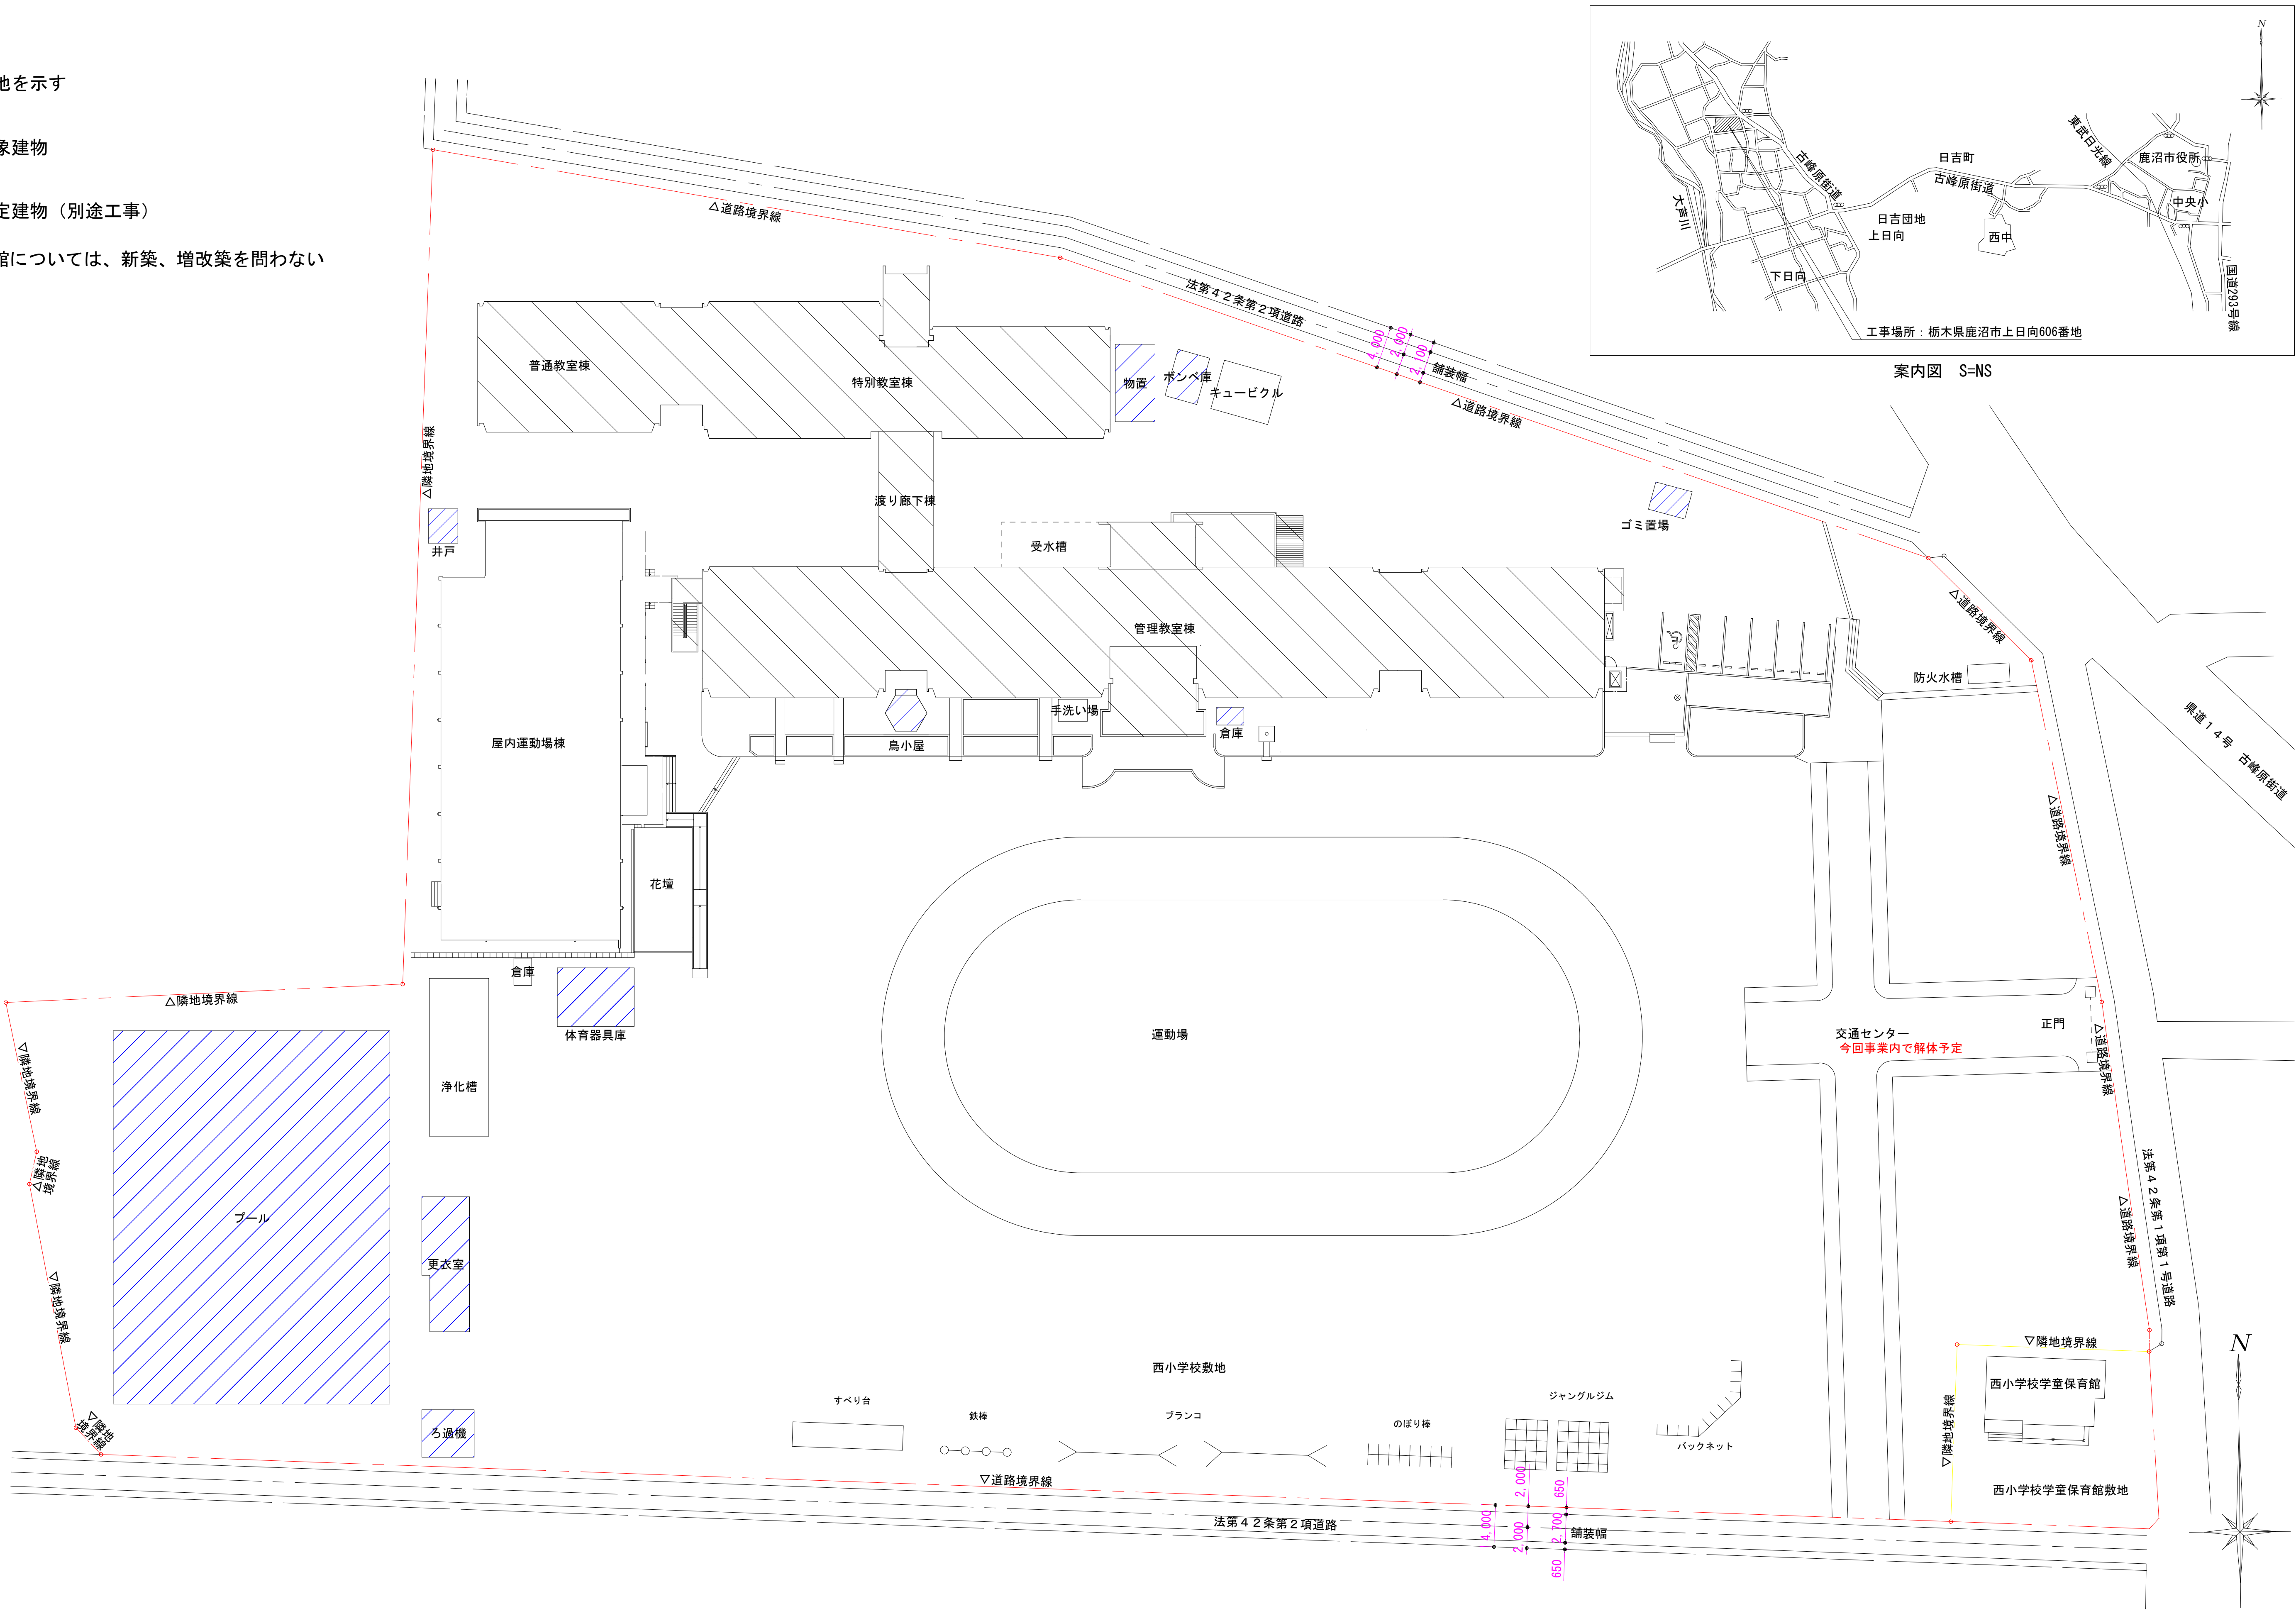 地を示す
象建物
定建物（別途工事）
館については、新築、増改築を問わない
N
東武日光線
鹿沼市役所
日吉町
古峰原街道
古峰原街道
中央小
大芦川
日吉団地
上日向
西中
下日向
国道293号線
工事場所：栃木県鹿沼市上日向606番地
案内図　S=NS
△道路境界線
法第４２条第２項道路
4,000
2,000
2,100
舗装幅
△道路境界線
普通教室棟
特別教室棟
物置
ボンベ庫
キュービクル
△隣地境界線
渡り廊下棟
ゴミ置場
井戸
受水槽
管理教室棟
△道路境界線
防火水槽
県道１４号　古峰原街道
屋内運動場棟
手洗い場
鳥小屋
倉庫
△道路境界線
花壇
倉庫
体育器具庫
△隣地境界線
運動場
交通センター
今回事業内で解体予定
正門
△道路境界線
▽隣地境界線
浄化槽
△隣地
境界線
プール
更衣室
▽隣地境界線
法第４２条第１項第１号道路
△道路境界線
▽隣地境界線
西小学校敷地
西小学校学童保育館
N
すべり台
鉄棒
ブランコ
のぼり棒
ジャングルジム
バックネット
▽隣地境界線
▽隣地
境界線
ろ過機
▽道路境界線
西小学校学童保育館敷地
法第４２条第２項道路
4,000
2,000
2,000
650
2,700
650
舗装幅